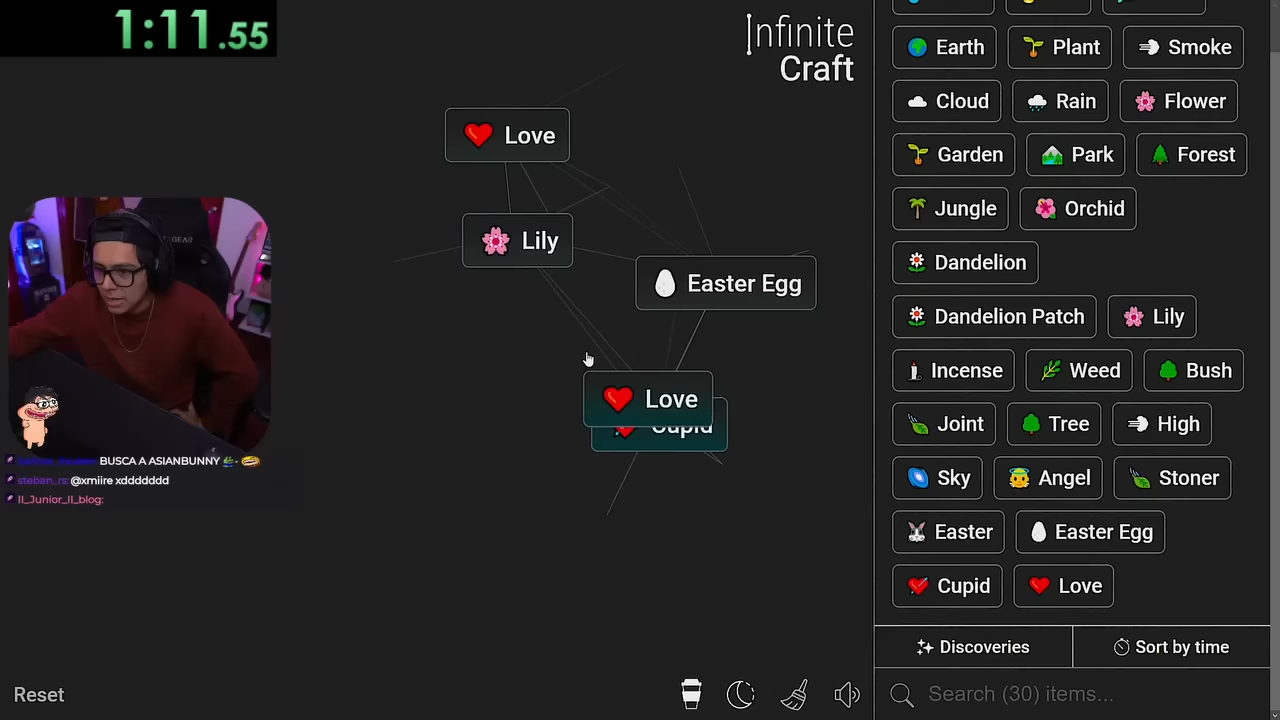 1:11.55
Infinite
Craft
Love
Lily
Easter Egg
Love
Cupid
BUSCA A ASIANBUNNY
steban_rs: @xmiire xddddddd
II_Junior_II_blog:
Earth
Plant
Smoke
Cloud
Rain
Flower
Garden
Park
Forest
Jungle
Orchid
Dandelion
Dandelion Patch
Lily
Incense
Weed
Bush
Joint
Tree
High
Sky
Angel
Stoner
Easter
Easter Egg
Cupid
Love
Discoveries
Sort by time
Search (30) items...
Reset